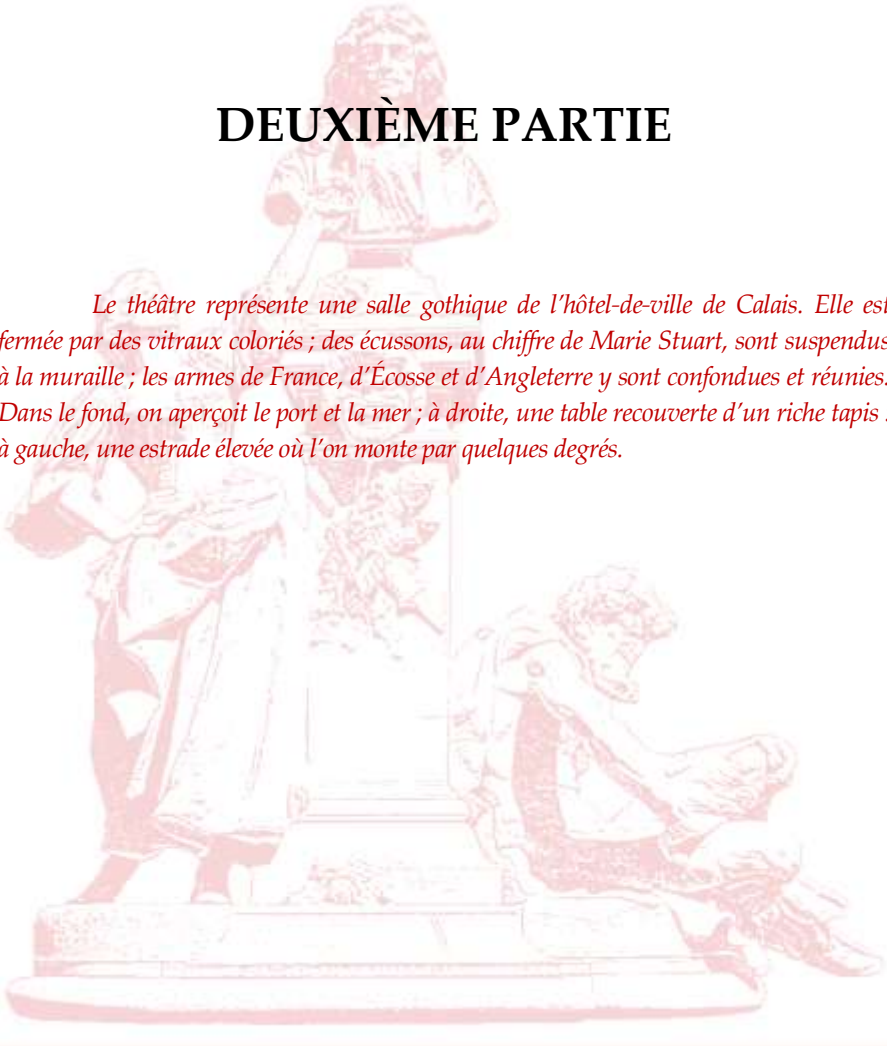 DEUXIÈME PARTIE
Le théâtre représente une salle gothique de l'hôtel-de-ville de Calais. Elle est
fermée par des vitraux coloriés ; des écussons, au chiffre de Marie Stuart, sont suspendus
à la muraille ; les armes de France, d'Écosse et d'Angleterre y sont confondues et réunies.
Dans le fond, on aperçoit le port et la mer ; à droite, une table recouverte d'un riche tapis :
à gauche, une estrade élevée où l'on monte par quelques degrés.